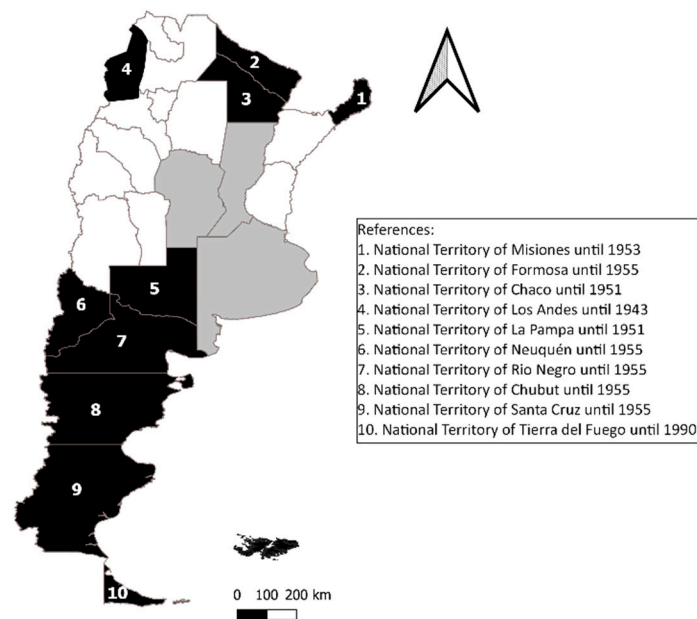 4
2
3
1
5
6
7
8
9
10
References:
1. National Territory of Misiones until 1953
2. National Territory of Formosa until 1955
3. National Territory of Chaco until 1951
4. National Territory of Los Andes until 1943
5. National Territory of La Pampa until 1951
6. National Territory of Neuquén until 1955
7. National Territory of Rio Negro until 1955
8. National Territory of Chubut until 1955
9. National Territory of Santa Cruz until 1955
10. National Territory of Tierra del Fuego until 1990
0 100 200 km